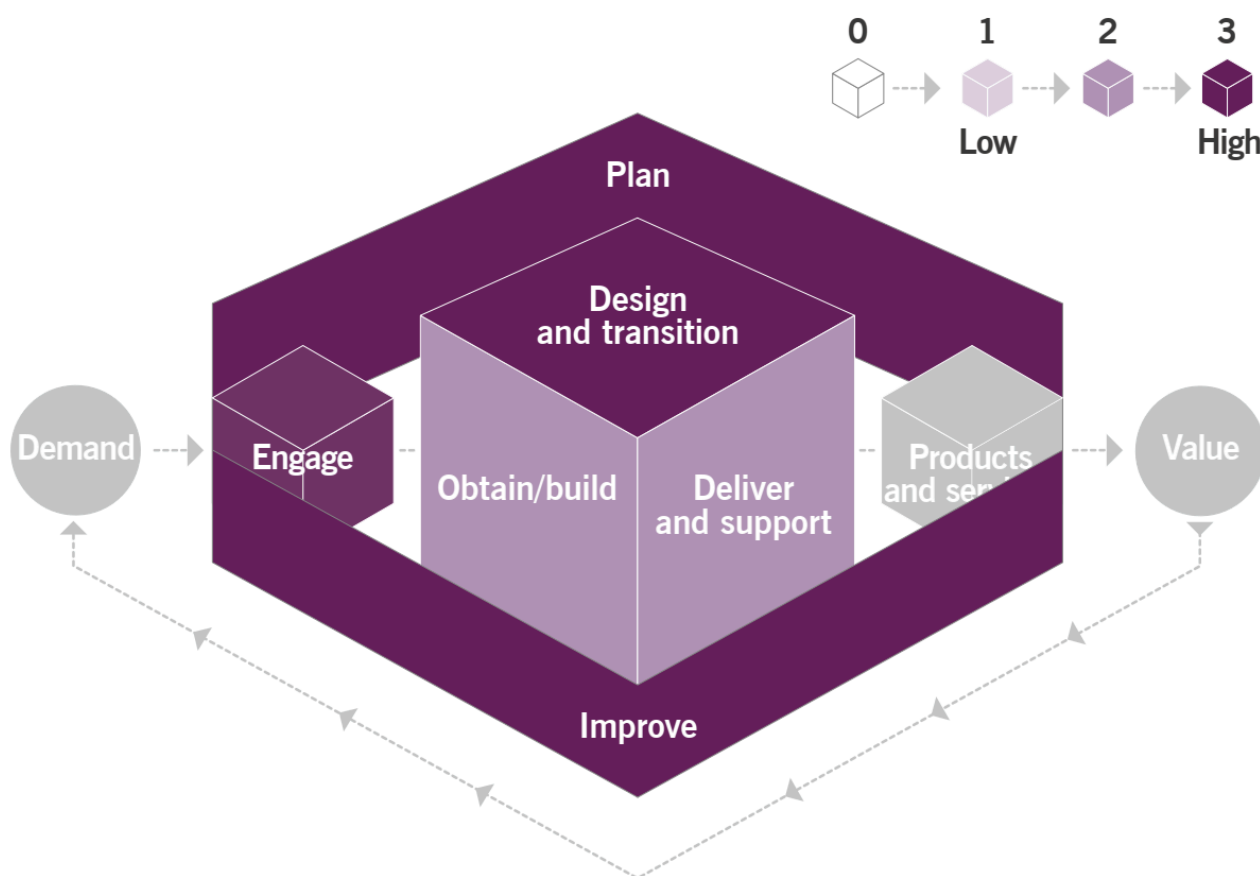 0 1 2 3
Low High
Plan
Design
and transition
Demand
Engage
Obtain/build
Deliver
and support
Products
and
Value
Improve